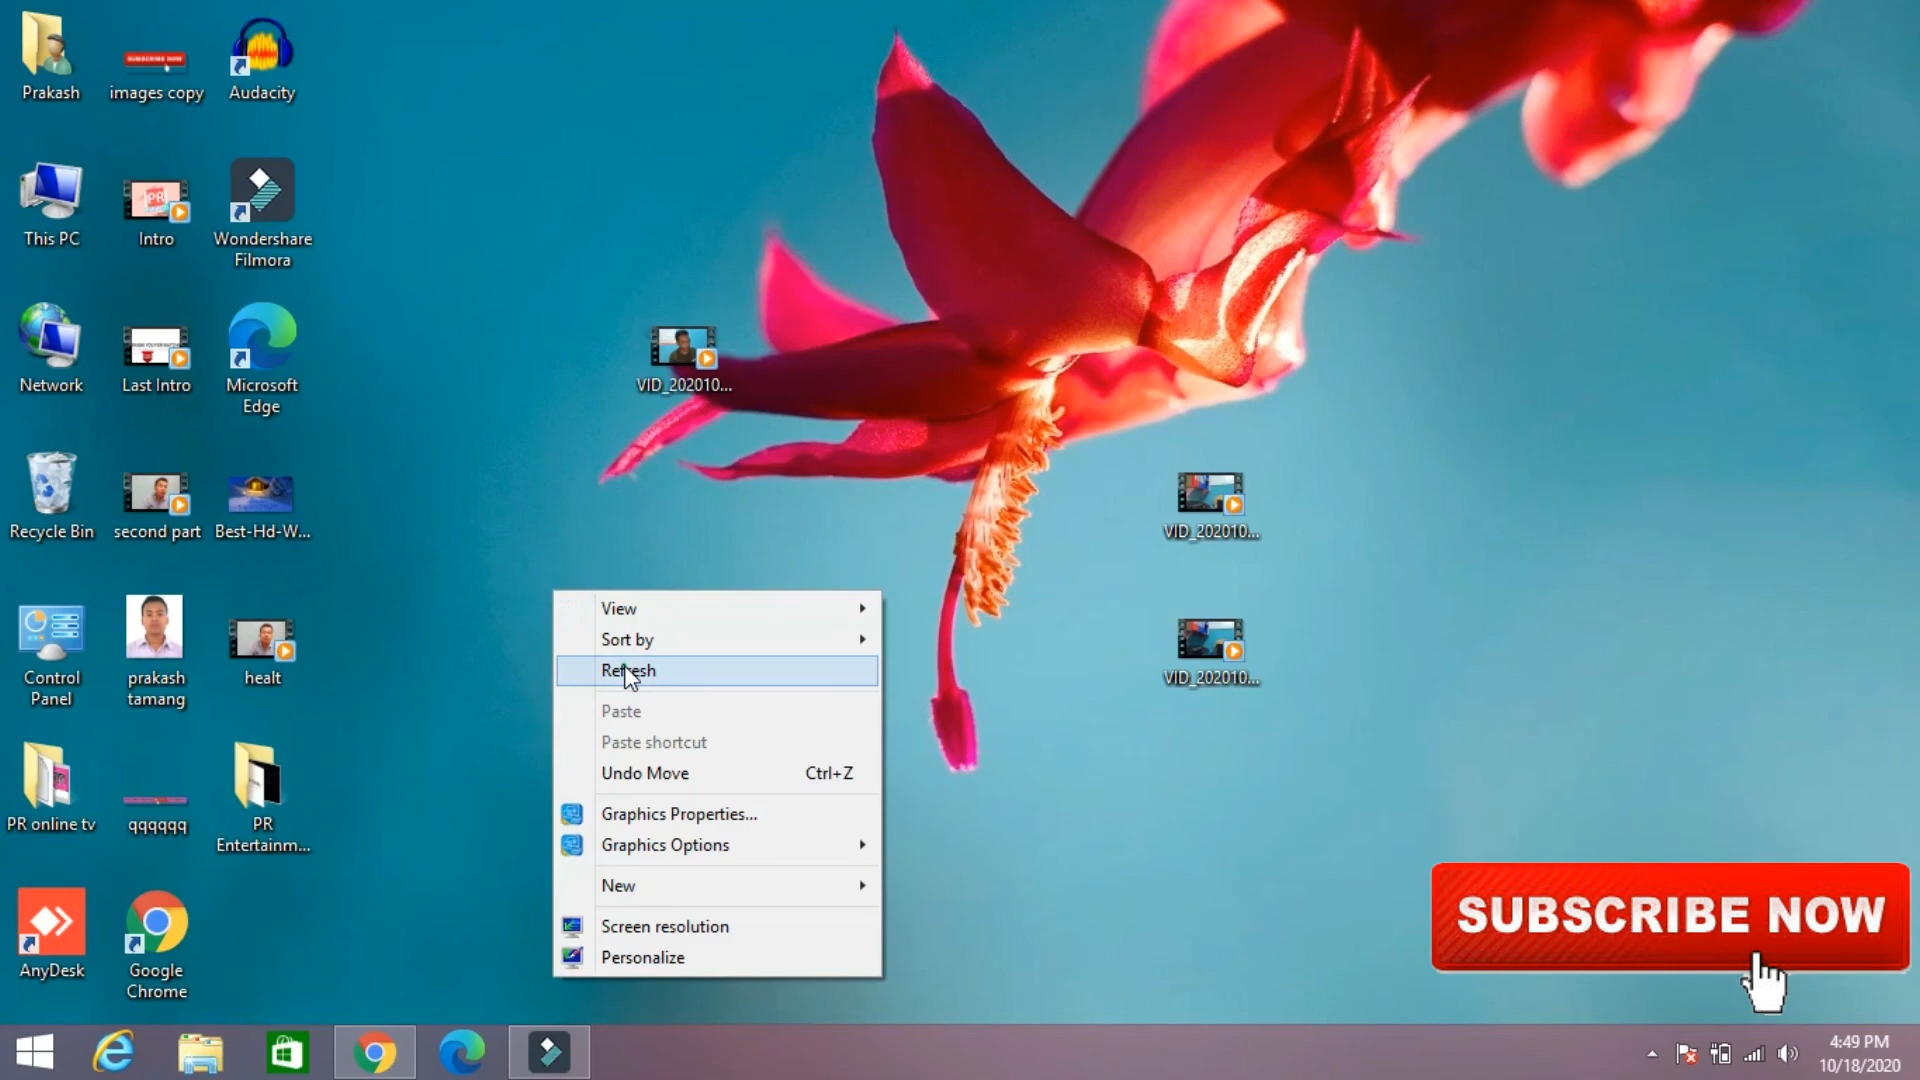 Prakash
images copy
Audacity
SUBSCRIBE NOW
This PC
PR
Intro
Wondershare
Filmora
Network
Last Intro
Microsoft
Edge
VID_202010...
Recycle Bin
second part
Best-Hd-W...
VID_202010...
Control
Panel
prakash
tamang
healt
VID_202010...
PR online tv
qqqqqq
PR
Entertainm...
AnyDesk
Google
Chrome
View
Sort by
Refresh
Paste
Paste shortcut
Undo Move Ctrl+Z
Graphics Properties...
Graphics Options
New
Screen resolution
Personalize
SUBSCRIBE NOW
4:49 PM
10/18/2020